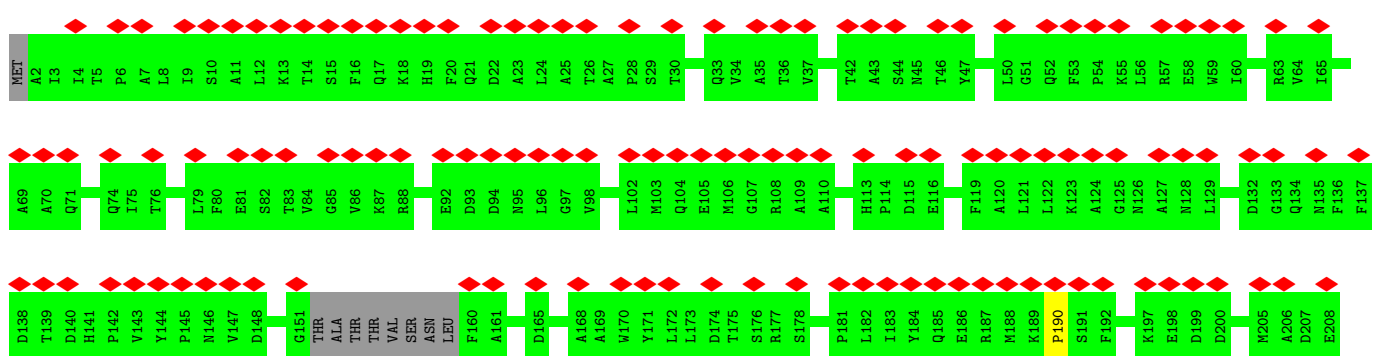 MET A2 I3 I4 T5 P6 A7 L8 I9 S10 A11 L12 K13 T14 S15 F16 Q17 K18 H19 F20 Q21 D22 A23 L24 A25 T26 A27 P28 S29 T30 Q33 V34 A35 T36 V37 T42 A43 S44 N45 T46 Y47 L50 G51 Q52 F53 P54 K55 L56 R57 E58 W59 I60 R63 V64 I65
A69 A70 Q71 Q74 I75 T76 L79 F80 E81 S82 T83 V84 G85 V86 K87 R88 E92 D93 D94 N95 L96 G97 V98 L102 M103 Q104 E105 M106 G107 R108 A109 A110 H113 P114 D115 E116 F119 A120 L121 L122 K123 A124 G125 N126 A127 N128 L129 D132 G133 Q134 N135 F136 F137
D138 T139 D140 H141 P142 V143 Y144 P145 N146 V147 D148 G151 THR ALA THR THR VAL SER ASN LEU F160 A161 D165 A168 A169 W170 Y171 L172 L173 D174 T175 S176 R177 S178 P181 L182 I183 Y184 Q185 E186 R187 M188 K189 P190 S191 F192 K197 E198 D199 D200 M205 A206 D207 E208